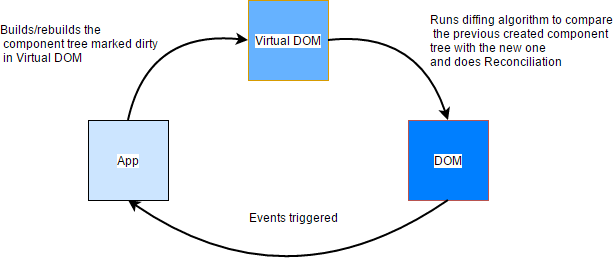 Builds/rebuilds the
component tree marked dirty
in Virtual DOM
Virtual DOM
Runs diffing algorithm to compare
the previous created component
tree with the new one
and does Reconciliation
App
DOM
Events triggered